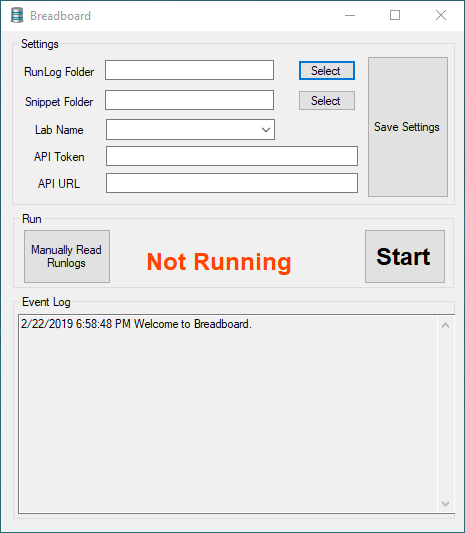 Breadboard
Settings
RunLog Folder
Select
Snippet Folder
Select
Lab Name
API Token
API URL
Save Settings
Run
Manually Read
Runlogs
Not Running
Start
Event Log
2/22/2019 6:58:48 PM Welcome to Breadboard.